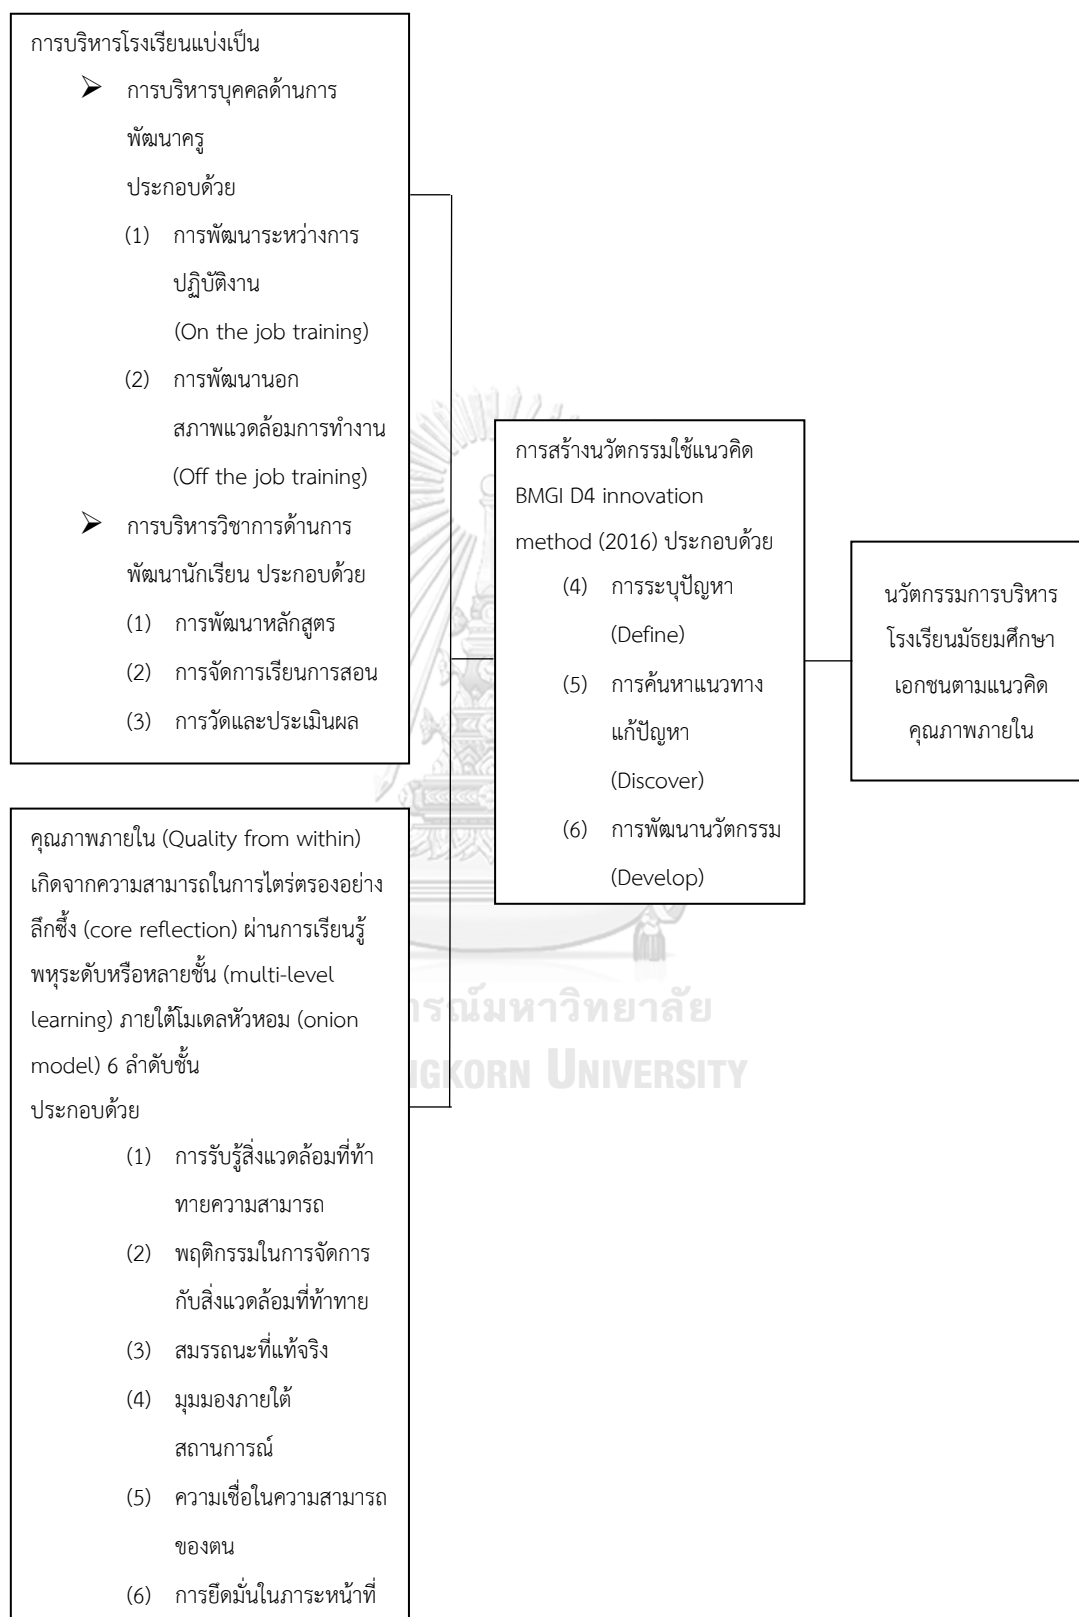 การบริหารโรงเรียนแบ่งเป็น
➢ การบริหารบุคคลด้านการ
พัฒนาครู
ประกอบด้วย
(1) การพัฒนาระหว่างการ
ปฏิบัติงาน
(On the job training)
(2) การพัฒนานอก
สภาพแวดล้อมการทำงาน
(Off the job training)
➢ การบริหารวิชาการด้านการ
พัฒนานักเรียน ประกอบด้วย
(1) การพัฒนาหลักสูตร
(2) การจัดการเรียนการสอน
(3) การวัดและประเมินผล
คุณภาพภายใน (Quality from within)
เกิดจากความสามารถในการไตร่ตรองอย่าง
ลึกซึ้ง (core reflection) ผ่านการเรียนรู้
พหุระดับหรือหลายชั้น (multi-level
learning) ภายใต้โมเดลหัวหอม (onion
model) 6 ลำดับชั้น
ประกอบด้วย
(1) การรับรู้สิ่งแวดล้อมที่ท้า
ทายความสามารถ
(2) พฤติกรรมในการจัดการ
กับสิ่งแวดล้อมที่ท้าทาย
(3) สมรรถนะที่แท้จริง
(4) มุมมองภายใต้
สถานการณ์
(5) ความเชื่อในความสามารถ
ของตน
(6) การยึดมั่นในภาระหน้าที่
การสร้างนวัตกรรมใช้แนวคิด
BMGI D4 innovation
method (2016) ประกอบด้วย
(4) การระบุปัญหา
(Define)
(5) การค้นหาแนวทาง
แก้ปัญหา
(Discover)
(6) การพัฒนานวัตกรรม
(Develop)
นวัตกรรมการบริหาร
โรงเรียนมัธยมศึกษา
เอกชนตามแนวคิด
คุณภาพภายใน
ารณ์มหาวิทยาลัย
GKORN UNIVERSITY